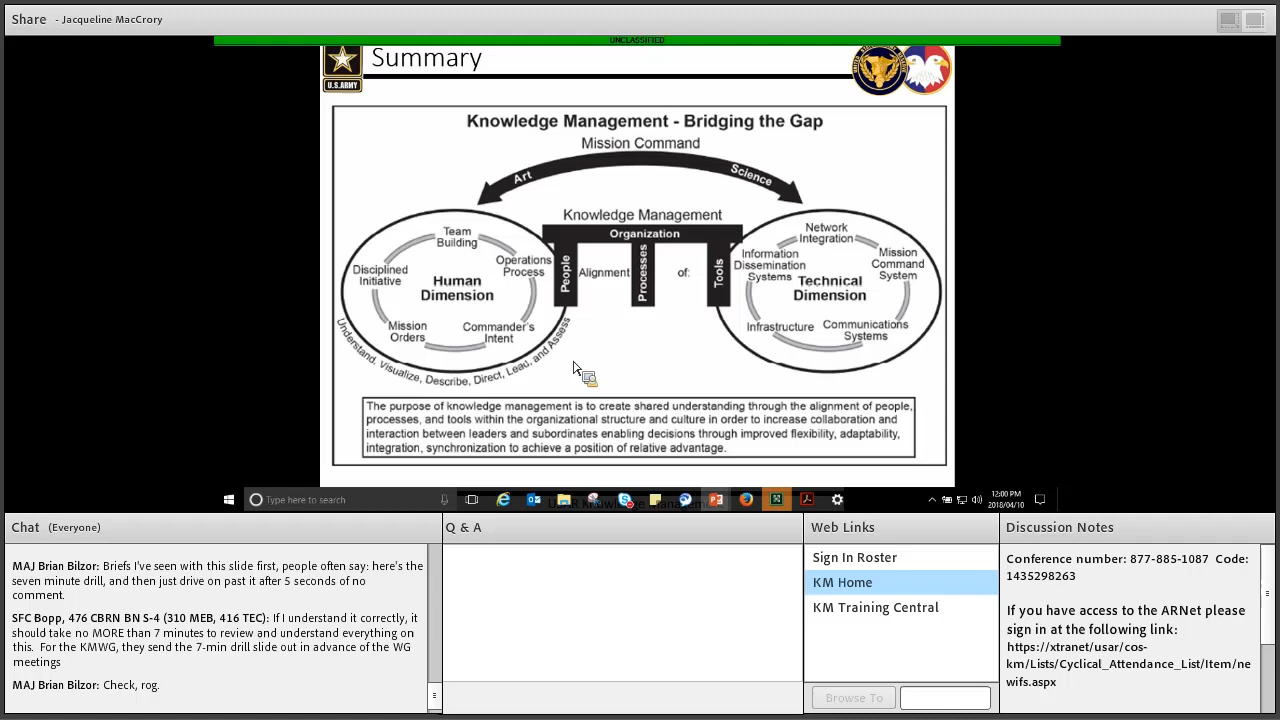 Share - Jacqueline MacCrory
UNCLASSIFIED
U.S.ARMY
Summary
Knowledge Management - Bridging the Gap
Mission Command
Art
Science
Knowledge Management
Organization
People
Alignment
Processes
of:
Tools
Team
Building
Operations
Process
Commander's
Intent
Mission
Orders
Disciplined
Initiative
Human
Dimension
Understand, Visualize, Describe, Direct, Lead, and Assess
Network
Integration
Mission
Command
System
Communications
Systems
Infrastructure
Information
Dissemination
Systems
Technical
Dimension
The purpose of knowledge management is to create shared understanding through the alignment of people,
processes, and tools within the organizational structure and culture in order to increase collaboration and
interaction between leaders and subordinates enabling decisions through improved flexibility, adaptability,
integration, synchronization to achieve a position of relative advantage.
Type here to search
12:00 PM
2018/04/10
Chat (Everyone)
MAJ Brian Bilzor: Briefs I've seen with this slide first, people often say: here's the
seven minute drill, and then just drive on past it after 5 seconds of no
comment.
SFC Bopp, 476 CBRN BN S-4 (310 MEB, 416 TEC): If I understand it correctly, it
should take no MORE than 7 minutes to review and understand everything on
this. For the KMWG, they send the 7-min drill slide out in advance of the WG
meetings
MAJ Brian Bilzor: Check, rog.
Q & A
Web Links
Sign In Roster
KM Home
KM Training Central
Browse To
Discussion Notes
Conference number: 877-885-1087 Code:
1435298263
If you have access to the ARNet please
sign in at the following link:
https://xtranet/usar/cos-
km/Lists/Cyclical_Attendance_List/Item/ne
wifs.aspx